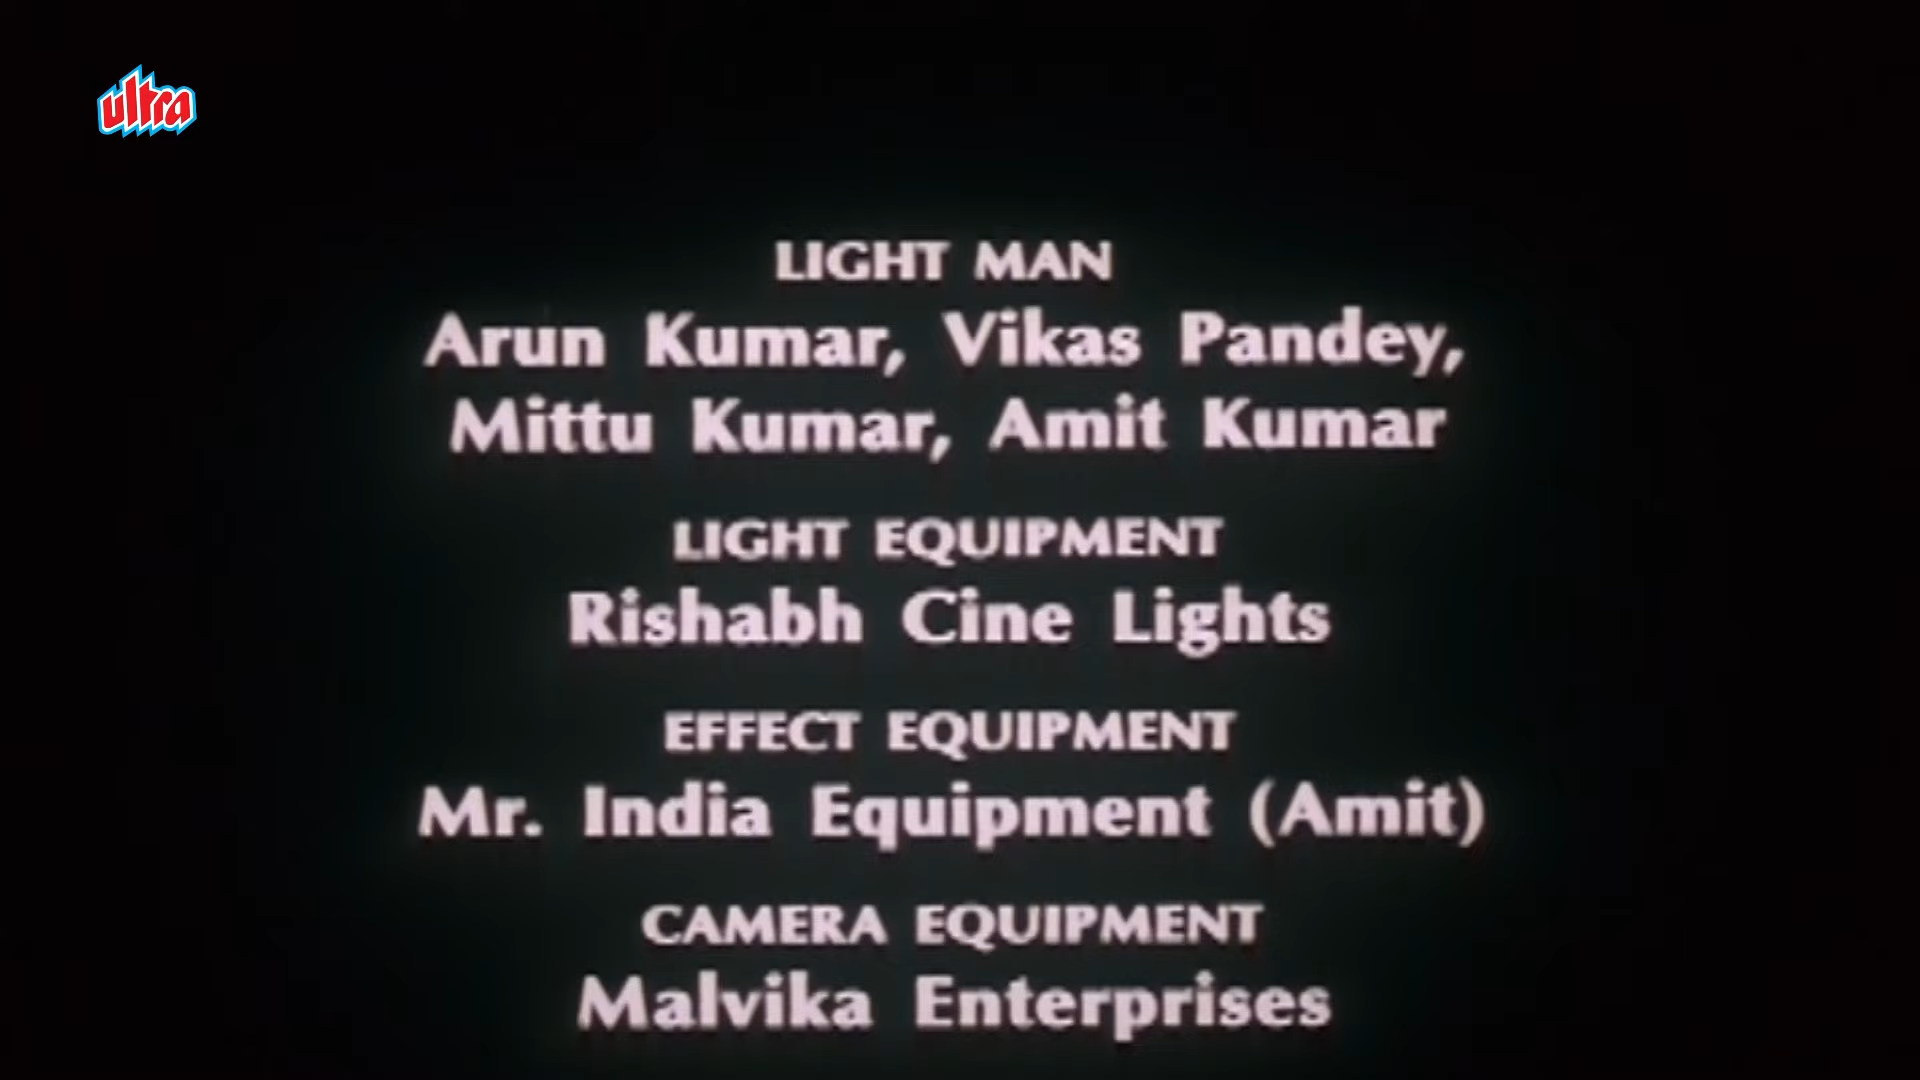 ultra
LIGHT MAN
Arun Kumar, Vikas Pandey,
Mittu Kumar, Amit Kumar
LIGHT EQUIPMENT
Rishabh Cine Lights
EFFECT EQUIPMENT
Mr. India Equipment (Amit)
CAMERA EQUIPMENT
Malvika Enterprises